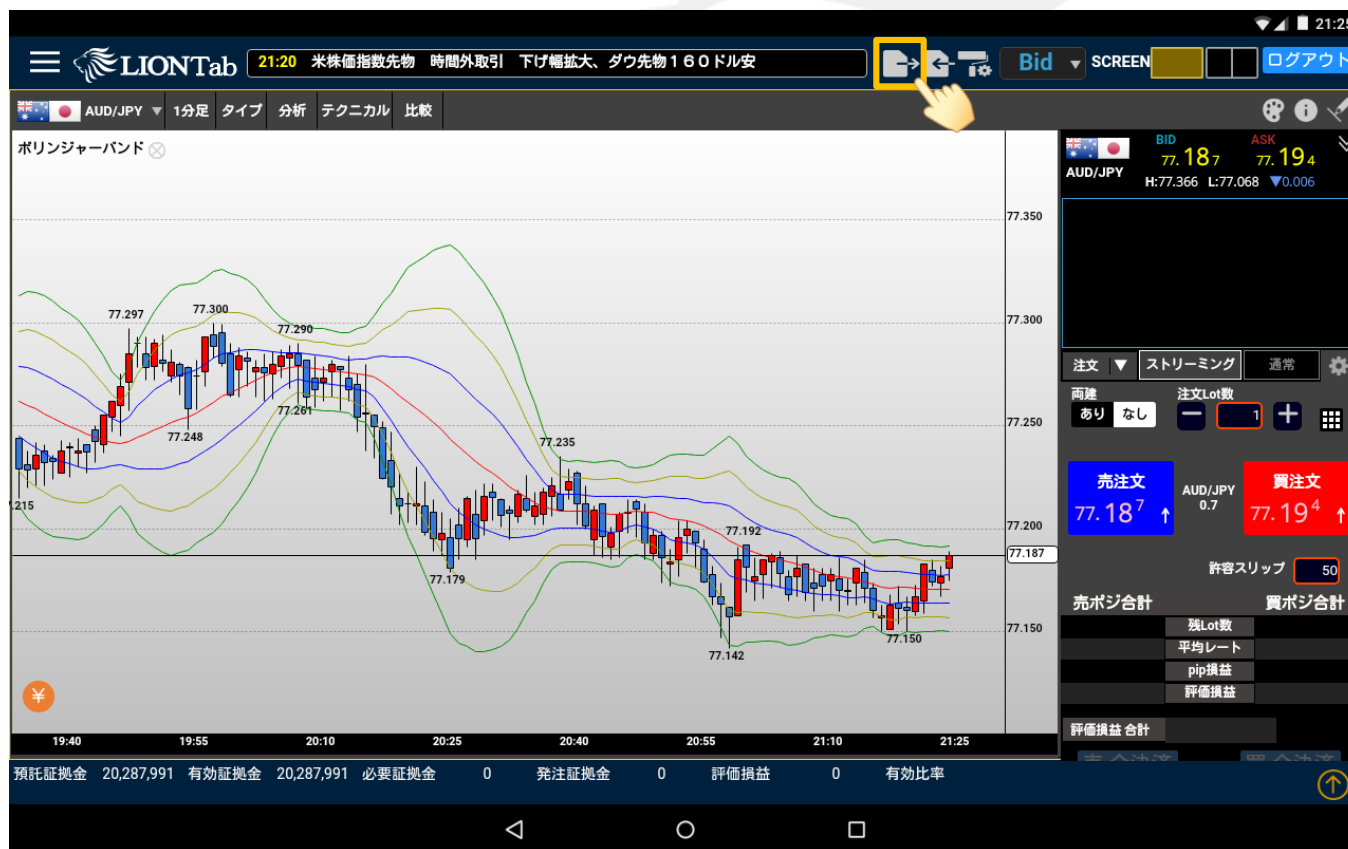 21:25
LIONTab 21:20 米株価指数先物 時間外取引 下げ幅拡大、ダウ先物160ドル安 Bid ▼ SCREEN ログアウト
AUD/JPY ▼ 1分足 タイプ 分析 テクニカル 比較
ボリンジャーバンド
77.350
77.300
77.250
77.200
77.187
77.150
77.297
77.300
77.290
77.261
77.248
77.235
.215
77.192
77.179
77.150
77.142
¥
19:40 19:55 20:10 20:25 20:40 20:55 21:10 21:25
BID ASK
AUD/JPY 77.187 77.194
H:77.366 L:77.068 ▼0.006
注文 ▼ ストリーミング 通常
両建 注文Lot数
あり なし 1
売注文 AUD/JPY 買注文
77.187 ↑ 0.7 77.194 ↑
許容スリップ 50
売ポジ合計 買ポジ合計
残Lot数
平均レート
pip損益
評価損益
評価損益 合計
預託証拠金 20,287,991 有効証拠金 20,287,991 必要証拠金 0 発注証拠金 0 評価損益 0 有効比率